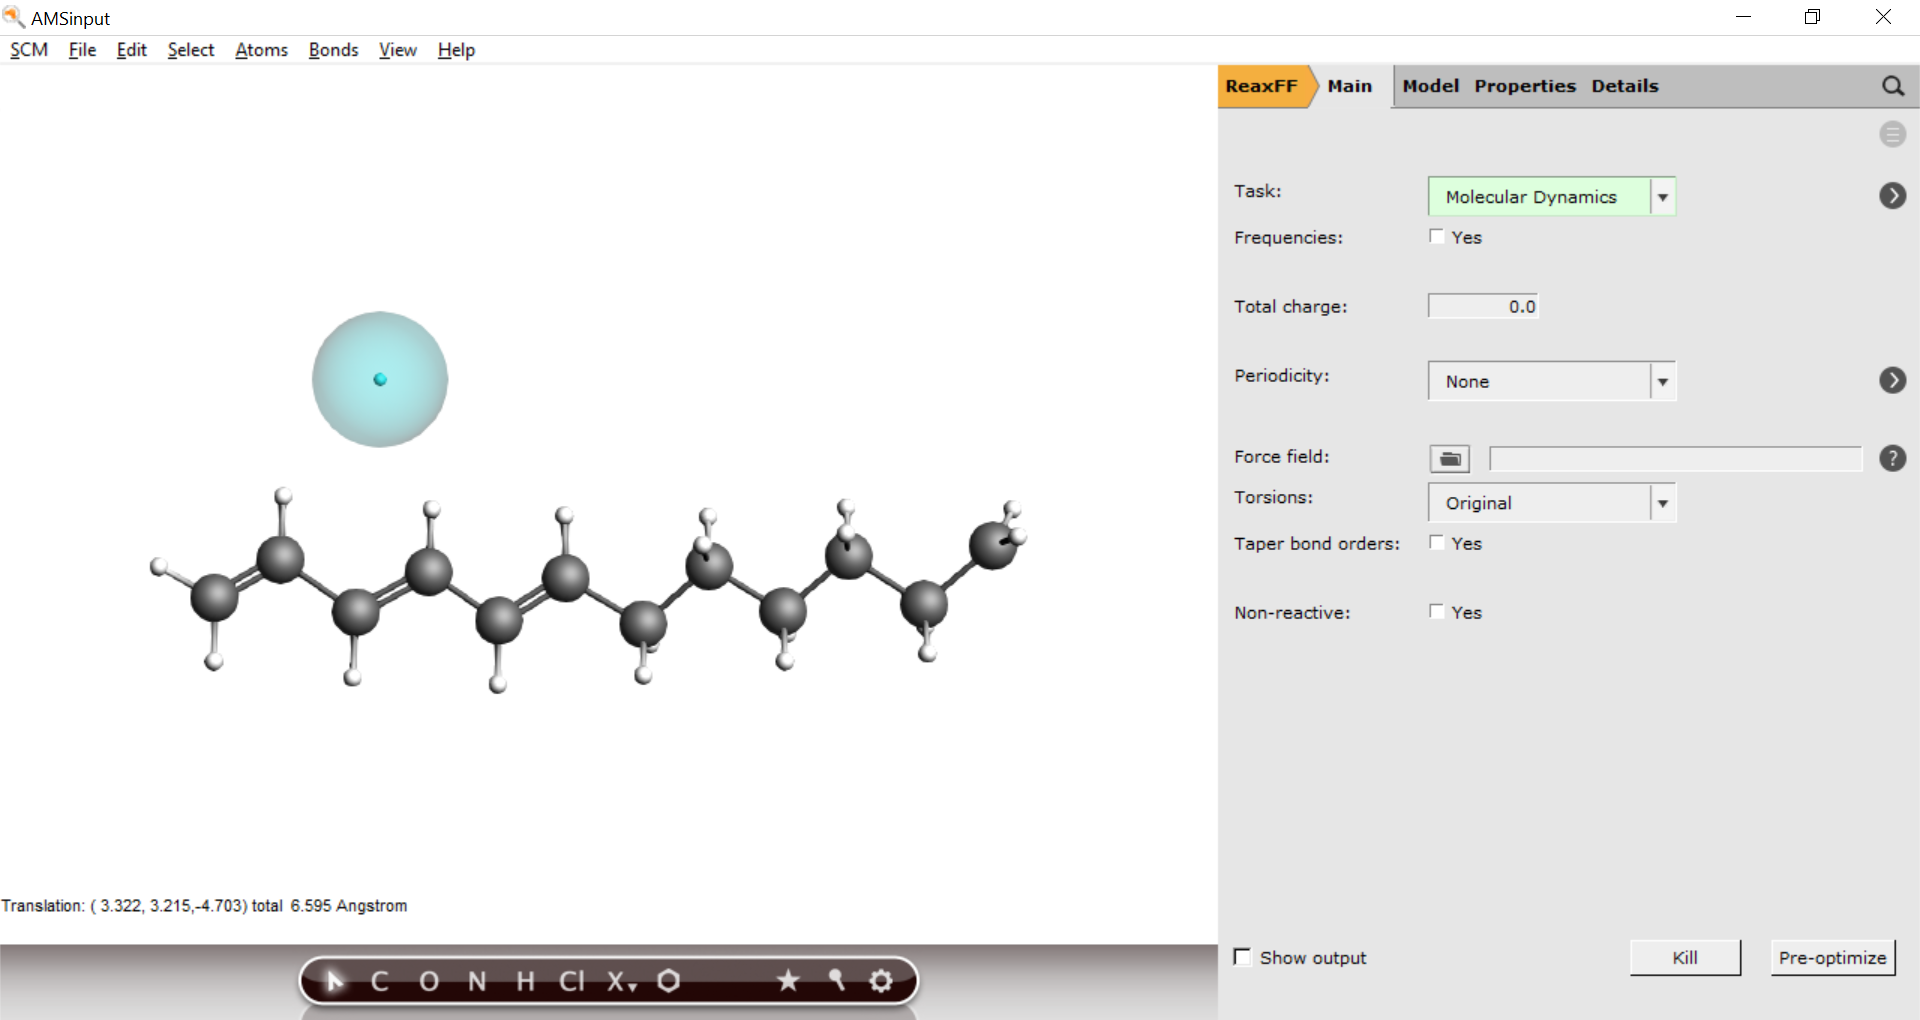 AMSinput
SCM File Edit Select Atoms Bonds View Help
ReaxFF Main Model Properties Details
Task: Molecular Dynamics
Frequencies: Yes
Total charge: 0.0
Periodicity: None
Force field: ?
Torsions: Original
Taper bond orders: Yes
Non-reactive: Yes
Translation: ( 3.322, 3.215,-4.703) total 6.595 Angstrom
Show output Kill Pre-optimize
C O N H Cl X